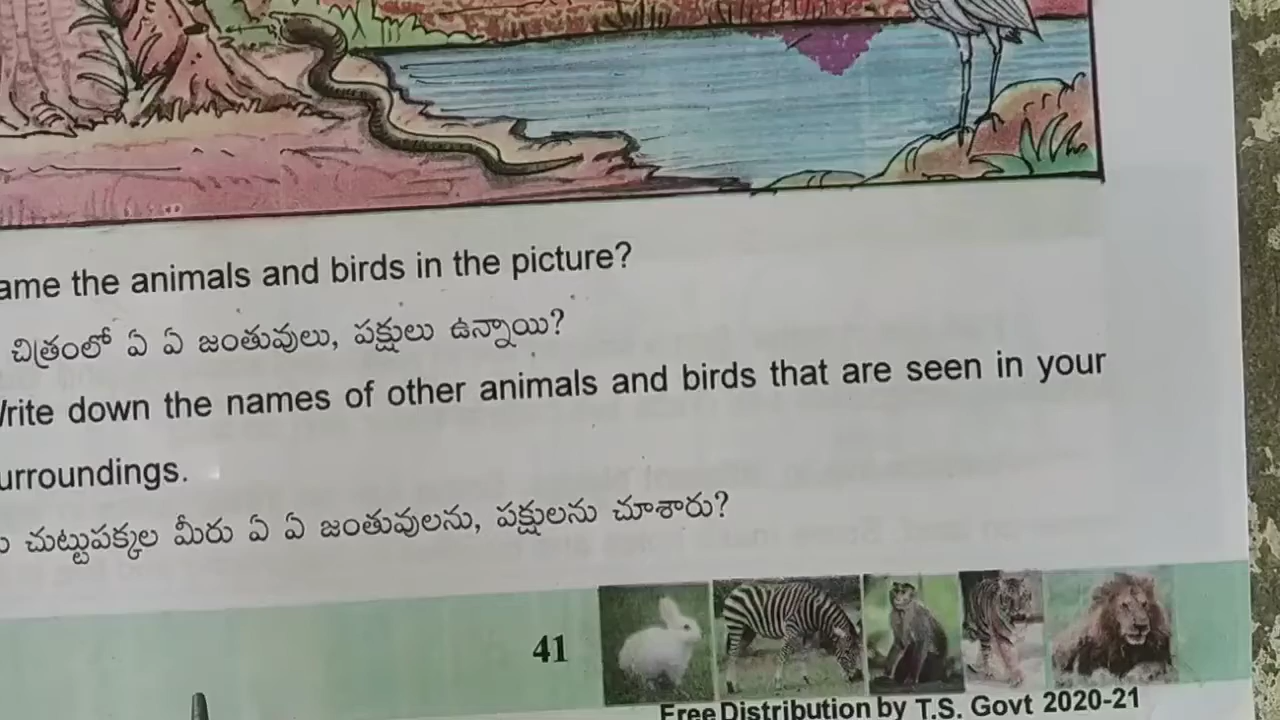 ame the animals and birds in the picture?
చిత్రంలో ఏ ఏ జంతువులు, పక్షులు ఉన్నాయి?
rite down the names of other animals and birds that are seen in your
urroundings.
చుట్టుపక్కల మీరు ఏ ఏ జంతువులను, పక్షులను చూశారు?
41
Free Distribution by T.S. Govt 2020-21